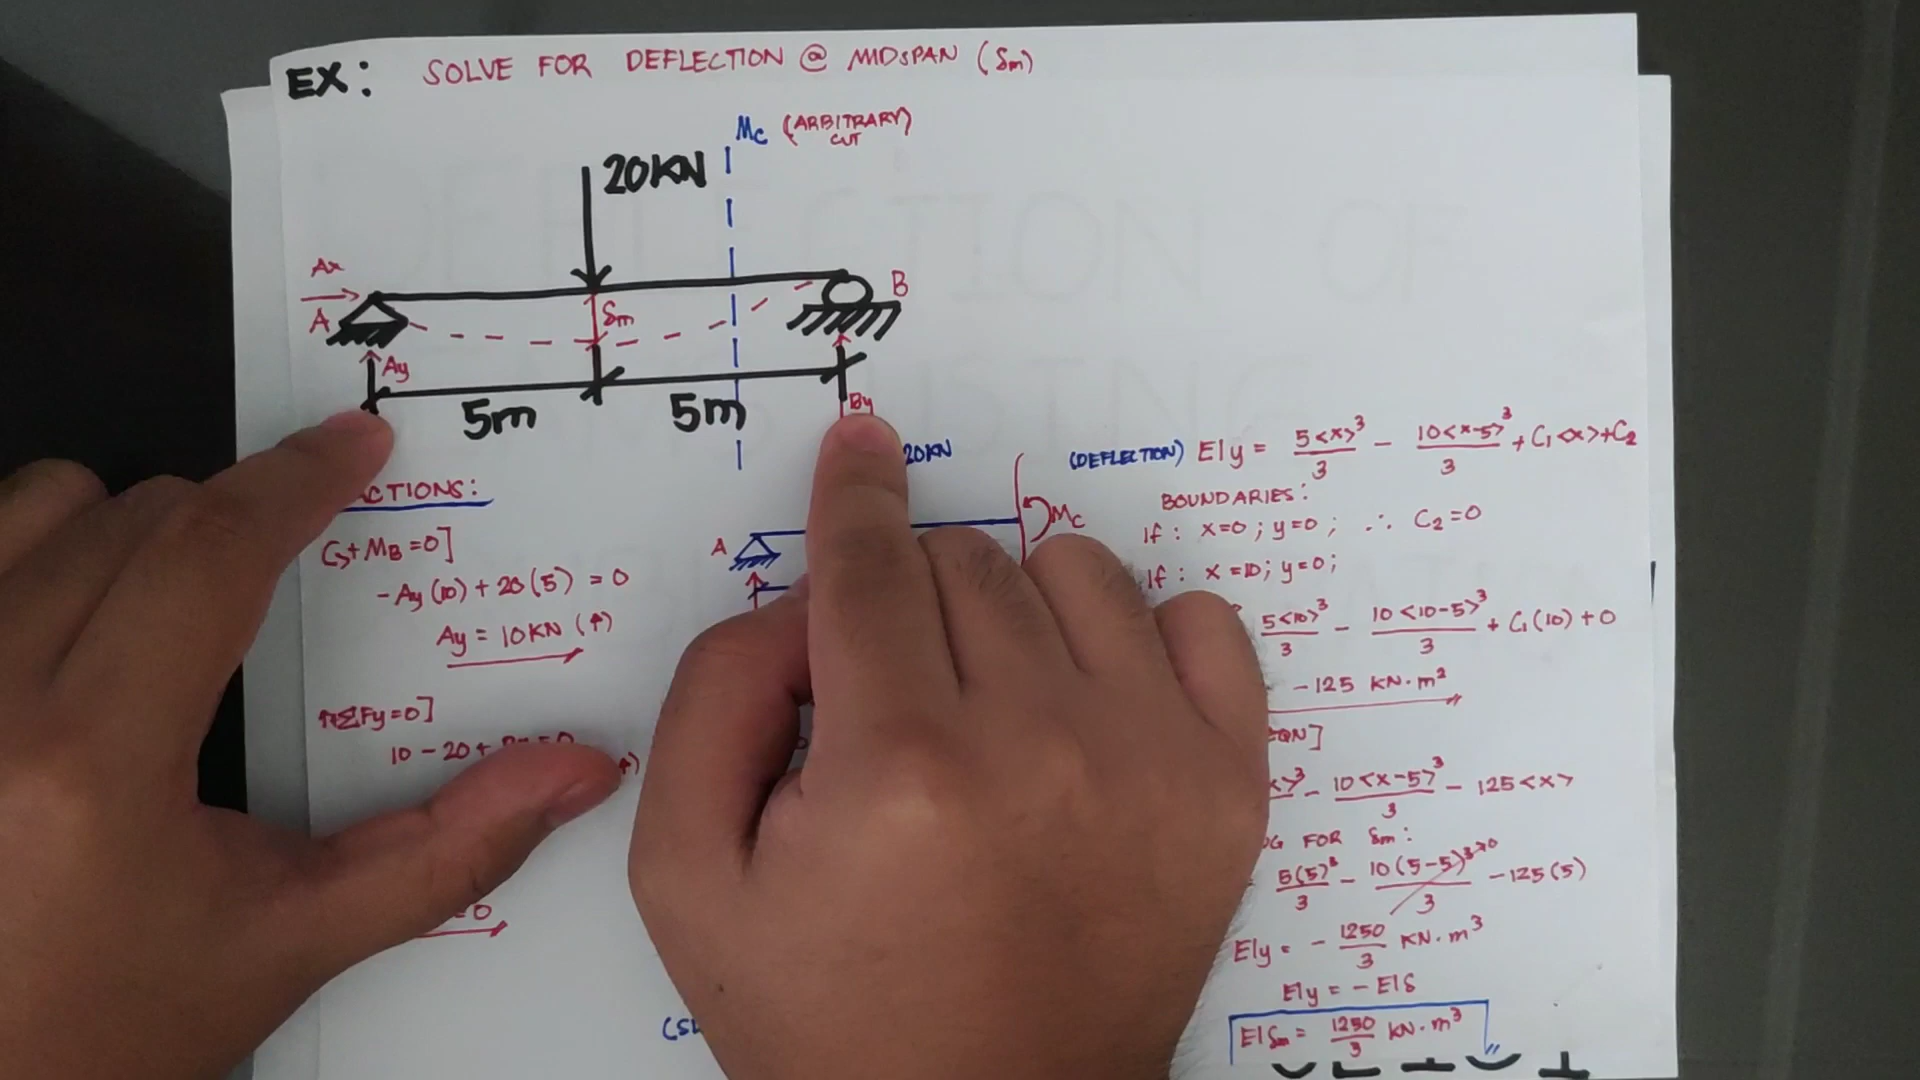 EX: SOLVE FOR DEFLECTION @ MIDSPAN (δm)
Mc (ARBITRARY)
CUT
20KN
Ax
A
B
δm
Ay
5m
5m
By
ACTIONS:
+MB=0]
-Ay(10)+20(5)=0
Ay = 10KN (↑)
↑ΣFy=0]
10-20+
=0
20KN
Mc
A
(DEFLECTION) EIy = 5<x>³/3 - 10<x-5>³/3 + C₁<x>+C₂
BOUNDARIES:
If: x=0; y=0; ∴ C₂=0
If: x=10; y=0;
5<10>³/3 - 10<10-5>³/3 + C₁(10)+0
-125 KN·m²
EQN]
x>³ - 10<x-5>³/3 - 125<x>
FOR δm:
5(5)³/3 - 10(5-5)³→0/3 - 125(5)
EIy = - 1250/3 KN·m³
EIy = -EIδ
EIδm = 1250/3 KN·m³